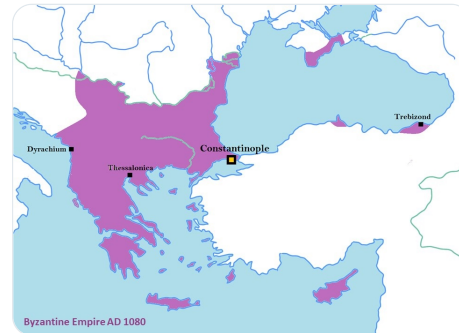 Trebizond
Constantinople
Dyrachium
Thessalonica
Byzantine Empire AD 1080